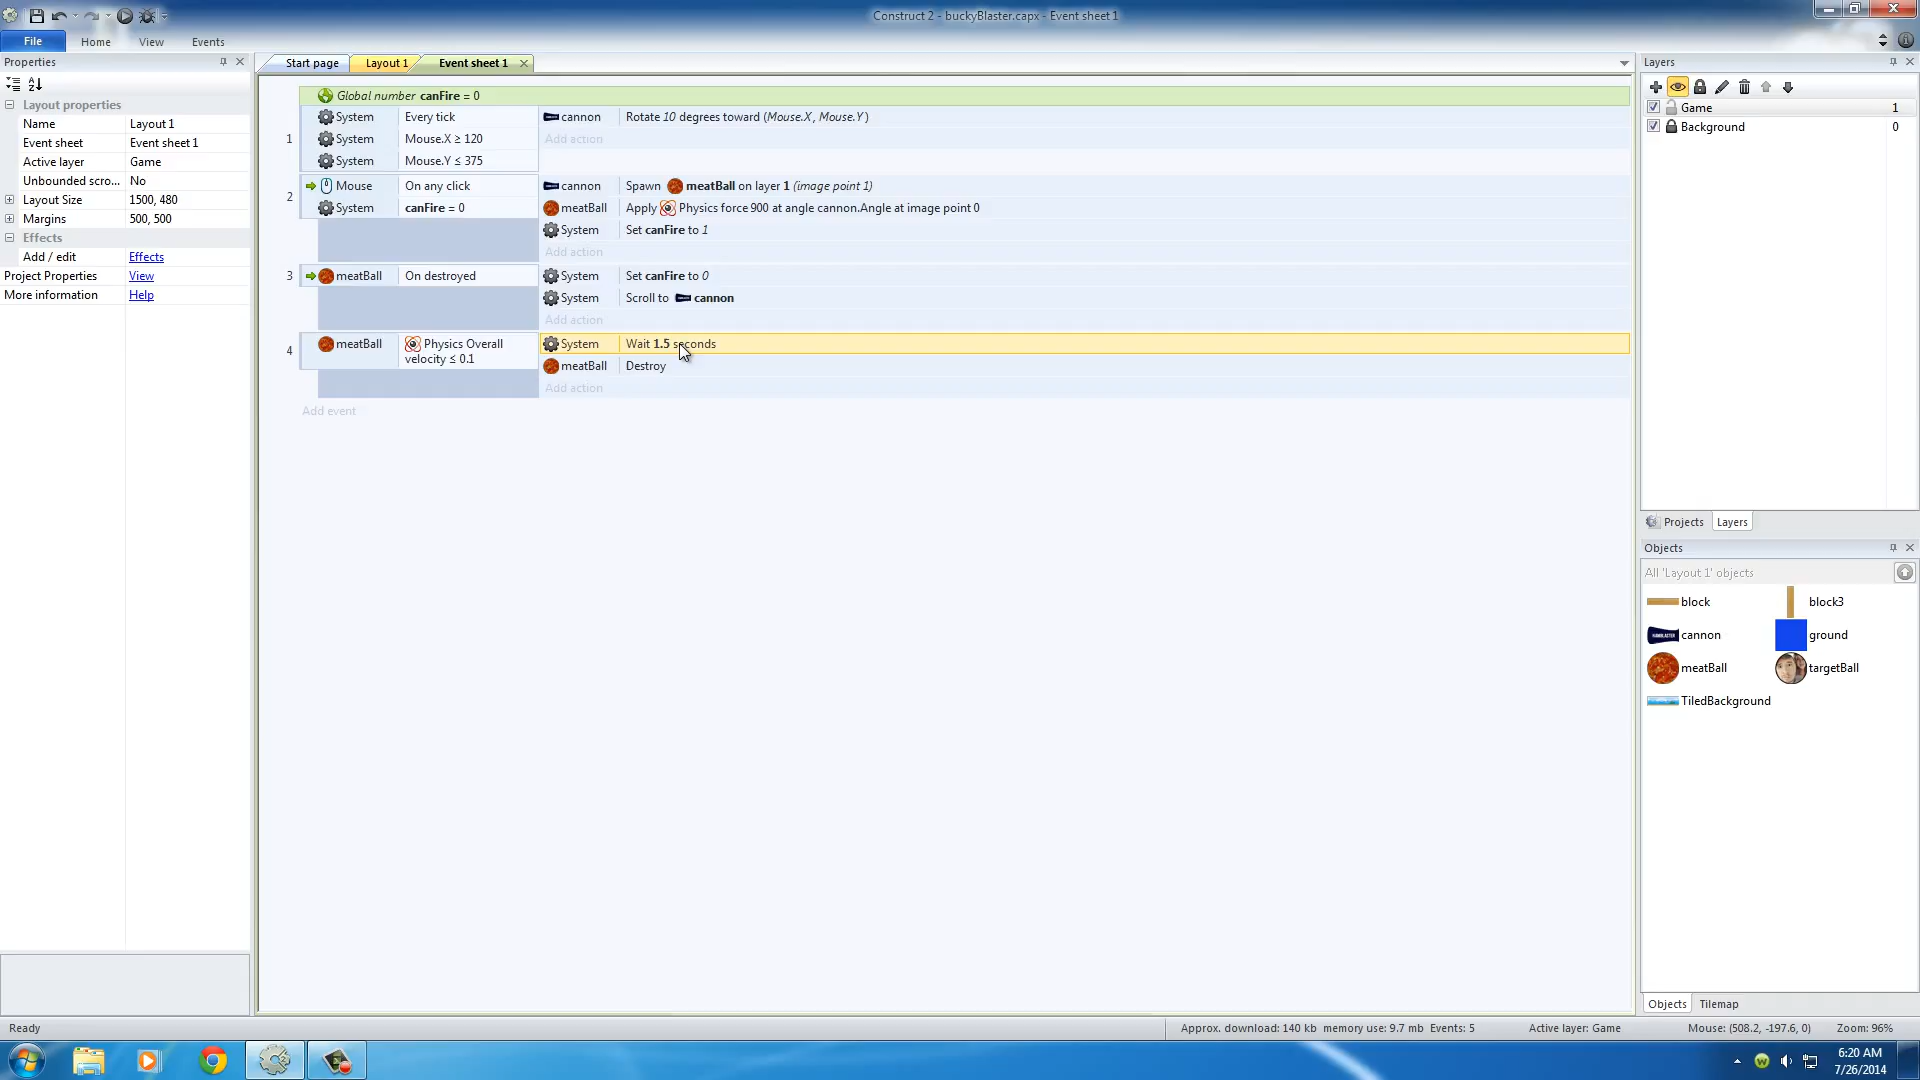 Construct 2 - buckyBlaster.capx - Event sheet 1
File Home View Events
Properties
Layout properties
Name Layout 1
Event sheet Event sheet 1
Active layer Game
Unbounded scro... No
Layout Size 1500, 480
Margins 500, 500
Effects
Add / edit Effects
Project Properties View
More information Help
Start page Layout 1 Event sheet 1
Global number canFire = 0
1
System Every tick cannon Rotate 10 degrees toward (Mouse.X, Mouse.Y)
System Mouse.X ≥ 120 Add action
System Mouse.Y ≤ 375
2
Mouse On any click cannon Spawn meatBall on layer 1 (image point 1)
System canFire = 0 meatBall Apply Physics force 900 at angle cannon.Angle at image point 0
System Set canFire to 1
Add action
3 meatBall On destroyed System Set canFire to 0
System Scroll to cannon
Add action
4
meatBall Physics Overall velocity ≤ 0.1 System Wait 1.5 seconds
meatBall Destroy
Add action
Add event
Layers
Game 1
Background 0
Projects Layers
Objects
All 'Layout 1' objects
block block3
cannon ground
meatBall targetBall
TiledBackground
Objects Tilemap
Ready Approx. download: 140 kb memory use: 9.7 mb Events: 5 Active layer: Game Mouse: (508.2, -197.6, 0) Zoom: 96%
6:20 AM
7/26/2014